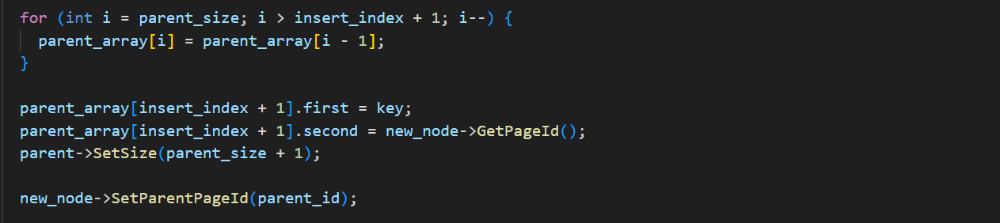 for (int i = parent_size; i > insert_index + 1; i--) {
parent_array[i] = parent_array[i - 1];
}
parent_array[insert_index + 1].first = key;
parent_array[insert_index + 1].second = new_node->GetPageId();
parent->SetSize(parent_size + 1);
new_node->SetParentPageId(parent_id);